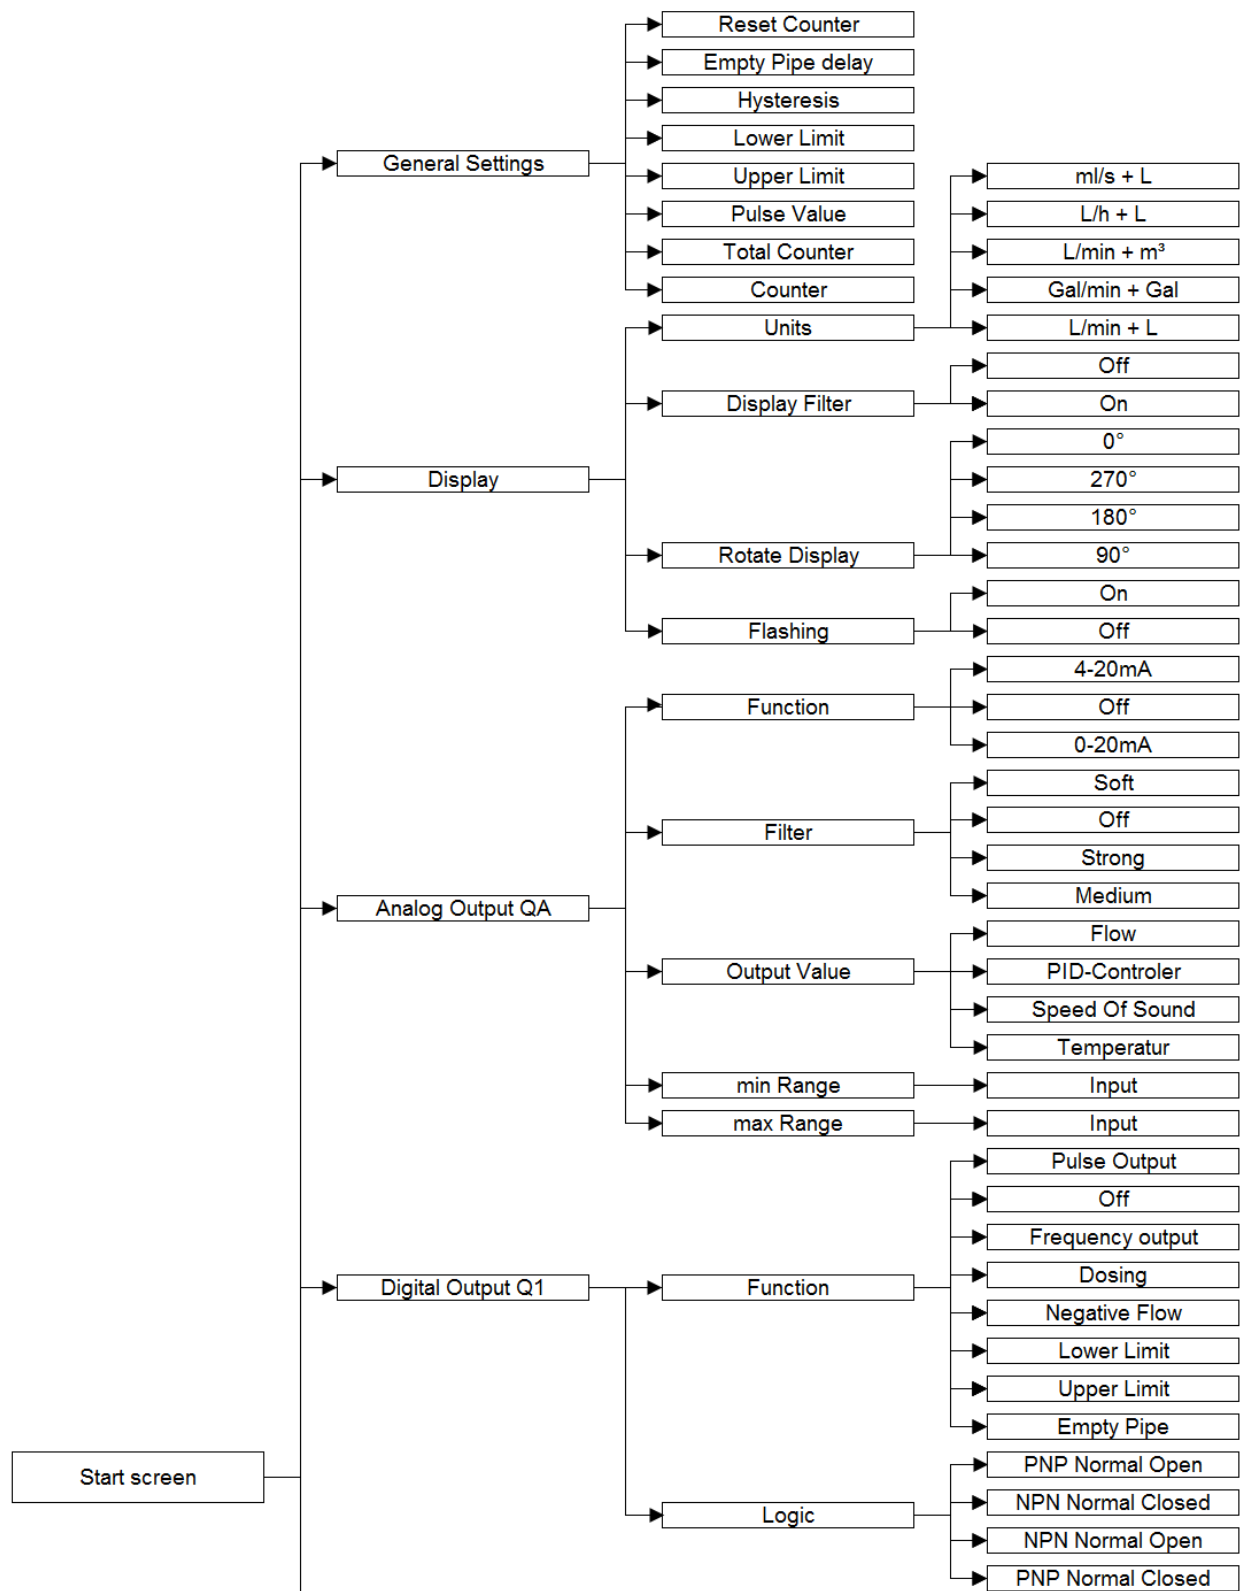 Reset Counter
Empty Pipe delay
Hysteresis
Lower Limit
General Settings
Upper Limit
ml/s + L
Pulse Value
L/h + L
Total Counter
L/min + m³
Counter
Gal/min + Gal
Units
L/min + L
Off
Display Filter
On
0°
Display
270°
180°
Rotate Display
90°
On
Flashing
Off
4-20mA
Function
Off
0-20mA
Soft
Filter
Off
Strong
Medium
Analog Output QA
Flow
Output Value
PID-Controler
Speed Of Sound
Temperatur
min Range
Input
max Range
Input
Pulse Output
Off
Frequency output
Dosing
Digital Output Q1
Function
Negative Flow
Lower Limit
Upper Limit
Empty Pipe
PNP Normal Open
Start screen
NPN Normal Closed
Logic
NPN Normal Open
PNP Normal Closed